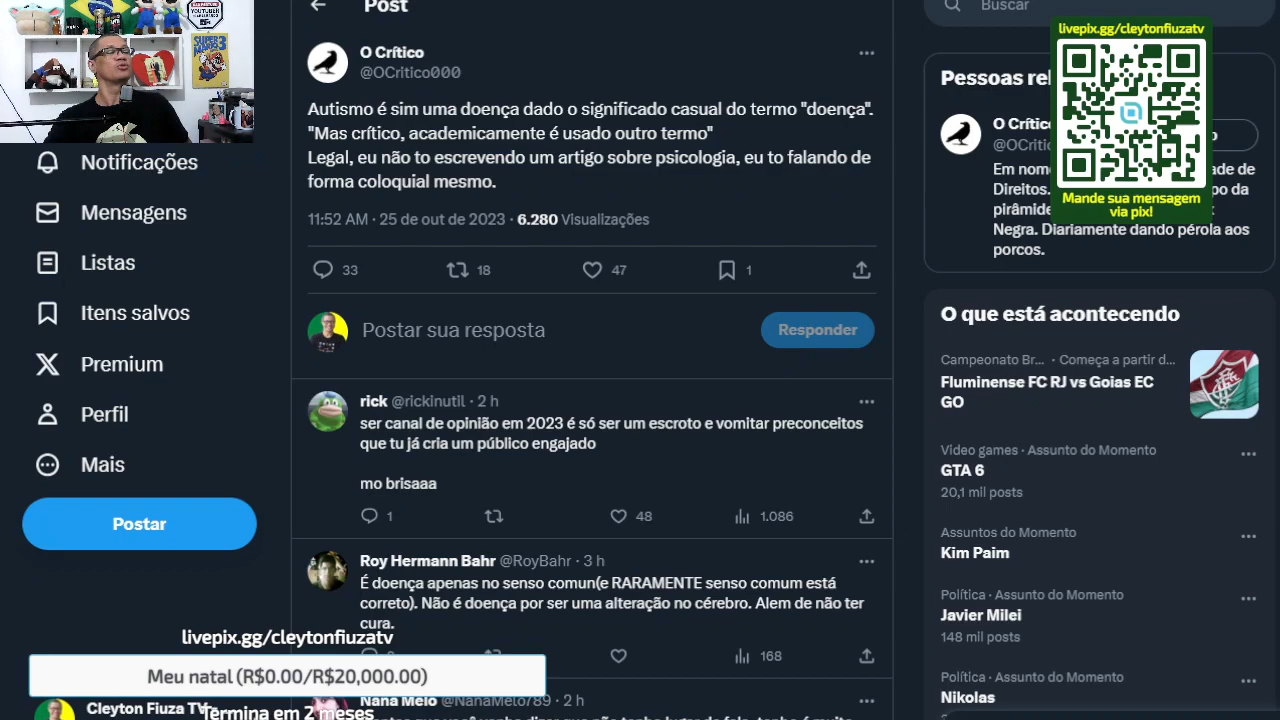 Post
Buscar
livepix.gg/cleytonfiuzatv
O Crítico
@OCritico000
Autismo é sim uma doença dado o significado casual do termo "doença".
"Mas crítico, academicamente é usado outro termo"
Legal, eu não to escrevendo um artigo sobre psicologia, eu to falando de
forma coloquial mesmo.
11:52 AM · 25 de out de 2023 · 6.280 Visualizações
33 18 47 1
Postar sua resposta
Responder
rick @rickinutil · 2 h
ser canal de opinião em 2023 é só ser um escroto e vomitar preconceitos
que tu já cria um público engajado
mo brisaaa
1 48 1.086
Roy Hermann Bahr @RoyBahr · 3 h
É doença apenas no senso comun(e RARAMENTE senso comum está
correto). Não é doença por ser uma alteração no cérebro. Alem de não ter
cura.
168
Nana Melo @NanaMelo789 · 2 h
Notificações
Mensagens
Listas
Itens salvos
Premium
Perfil
Mais
Postar
livepix.gg/cleytonfiuzatv
Meu natal (R$0.00/R$20,000.00)
Termina em 2 meses
Cleyton Fiuza TV
Pessoas
O Crítico
Em
Direitos.
da
Negra. Diariamente dando pérola aos
porcos.
Mande sua mensagem
via pix!
O que está acontecendo
Campeonato Br... · Começa a partir d...
Fluminense FC RJ vs Goias EC
GO
Video games · Assunto do Momento
GTA 6
20,1 mil posts
Assuntos do Momento
Kim Paim
Política · Assunto do Momento
Javier Milei
148 mil posts
Política · Assunto do Momento
Nikolas
SUPER MARIO 3